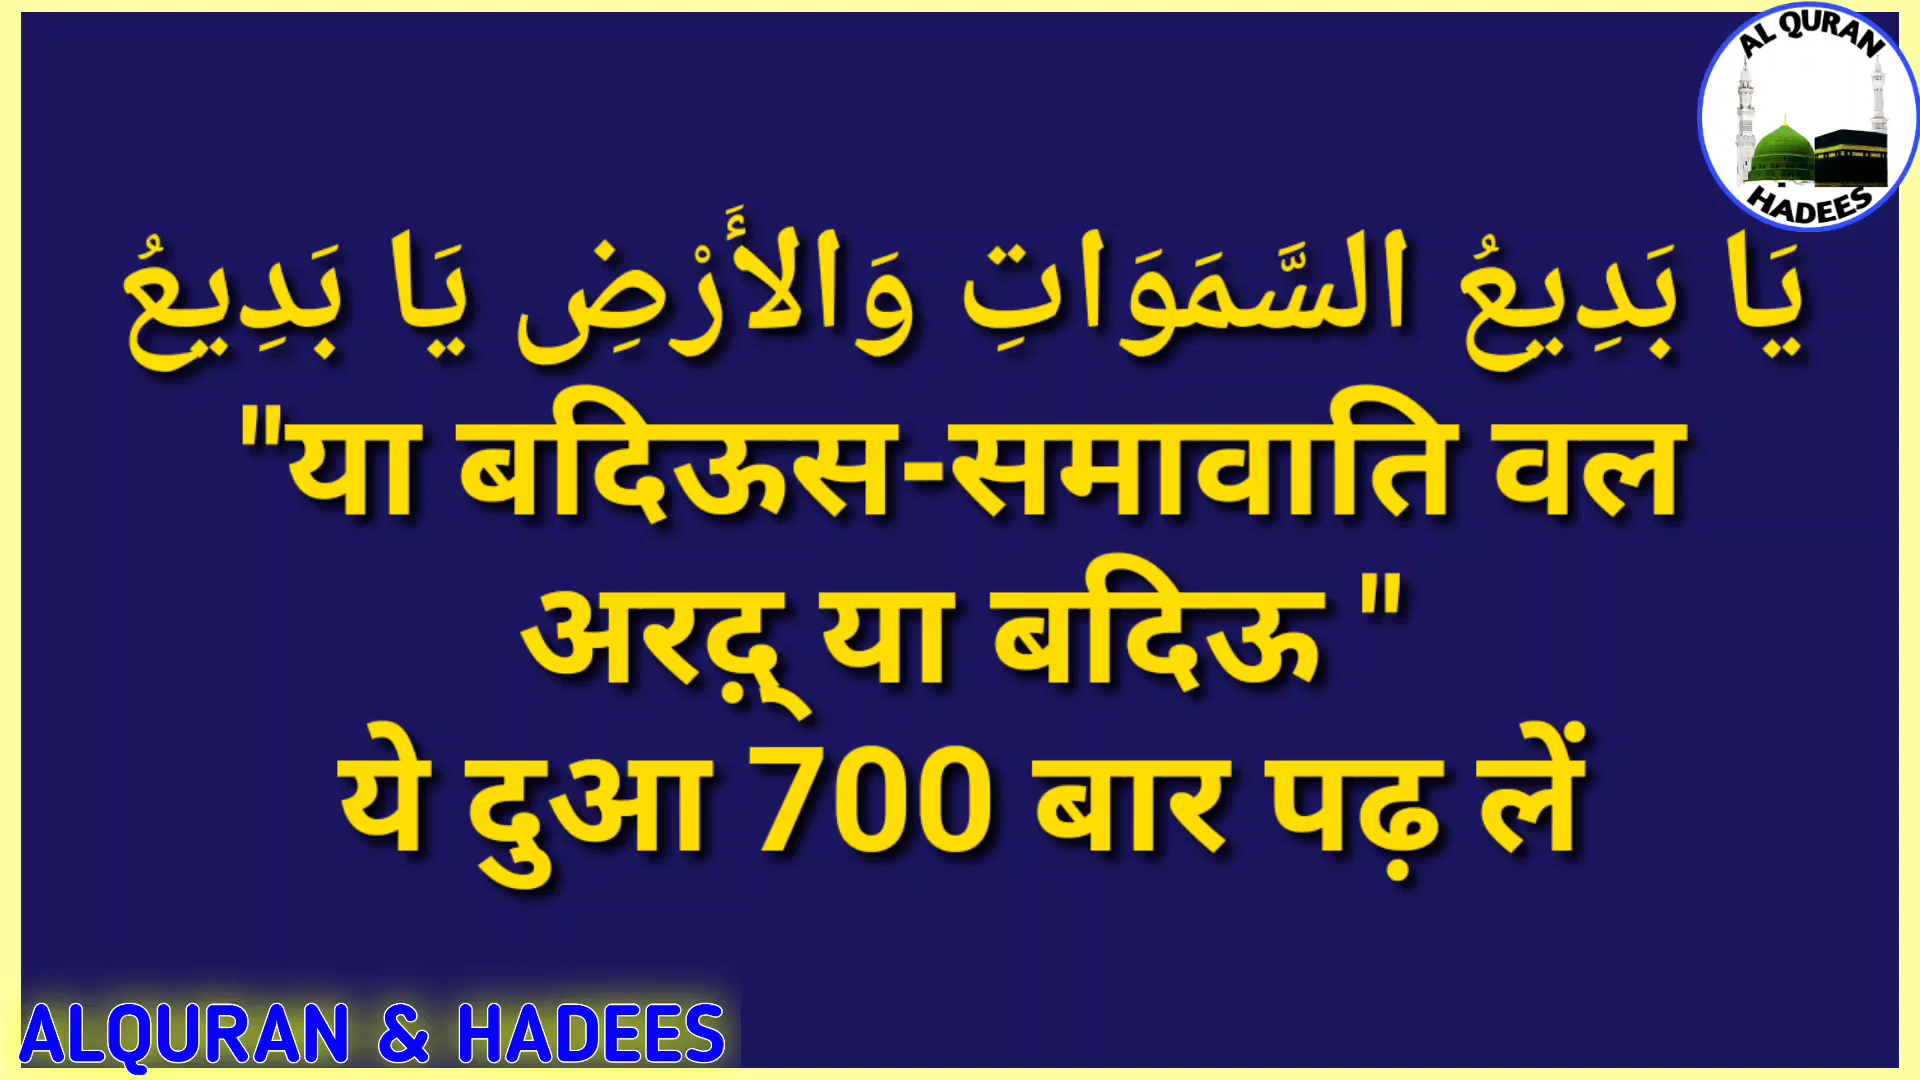 AL QURAN
HADEES
يَا بَدِيعُ السَّمَوَاتِ وَالأَرْضِ يَا بَدِيعُ
"या बदिऊस-समावाति वल
अरद़् या बदिऊ "
ये दुआ 700 बार पढ़ लें
ALQURAN & HADEES